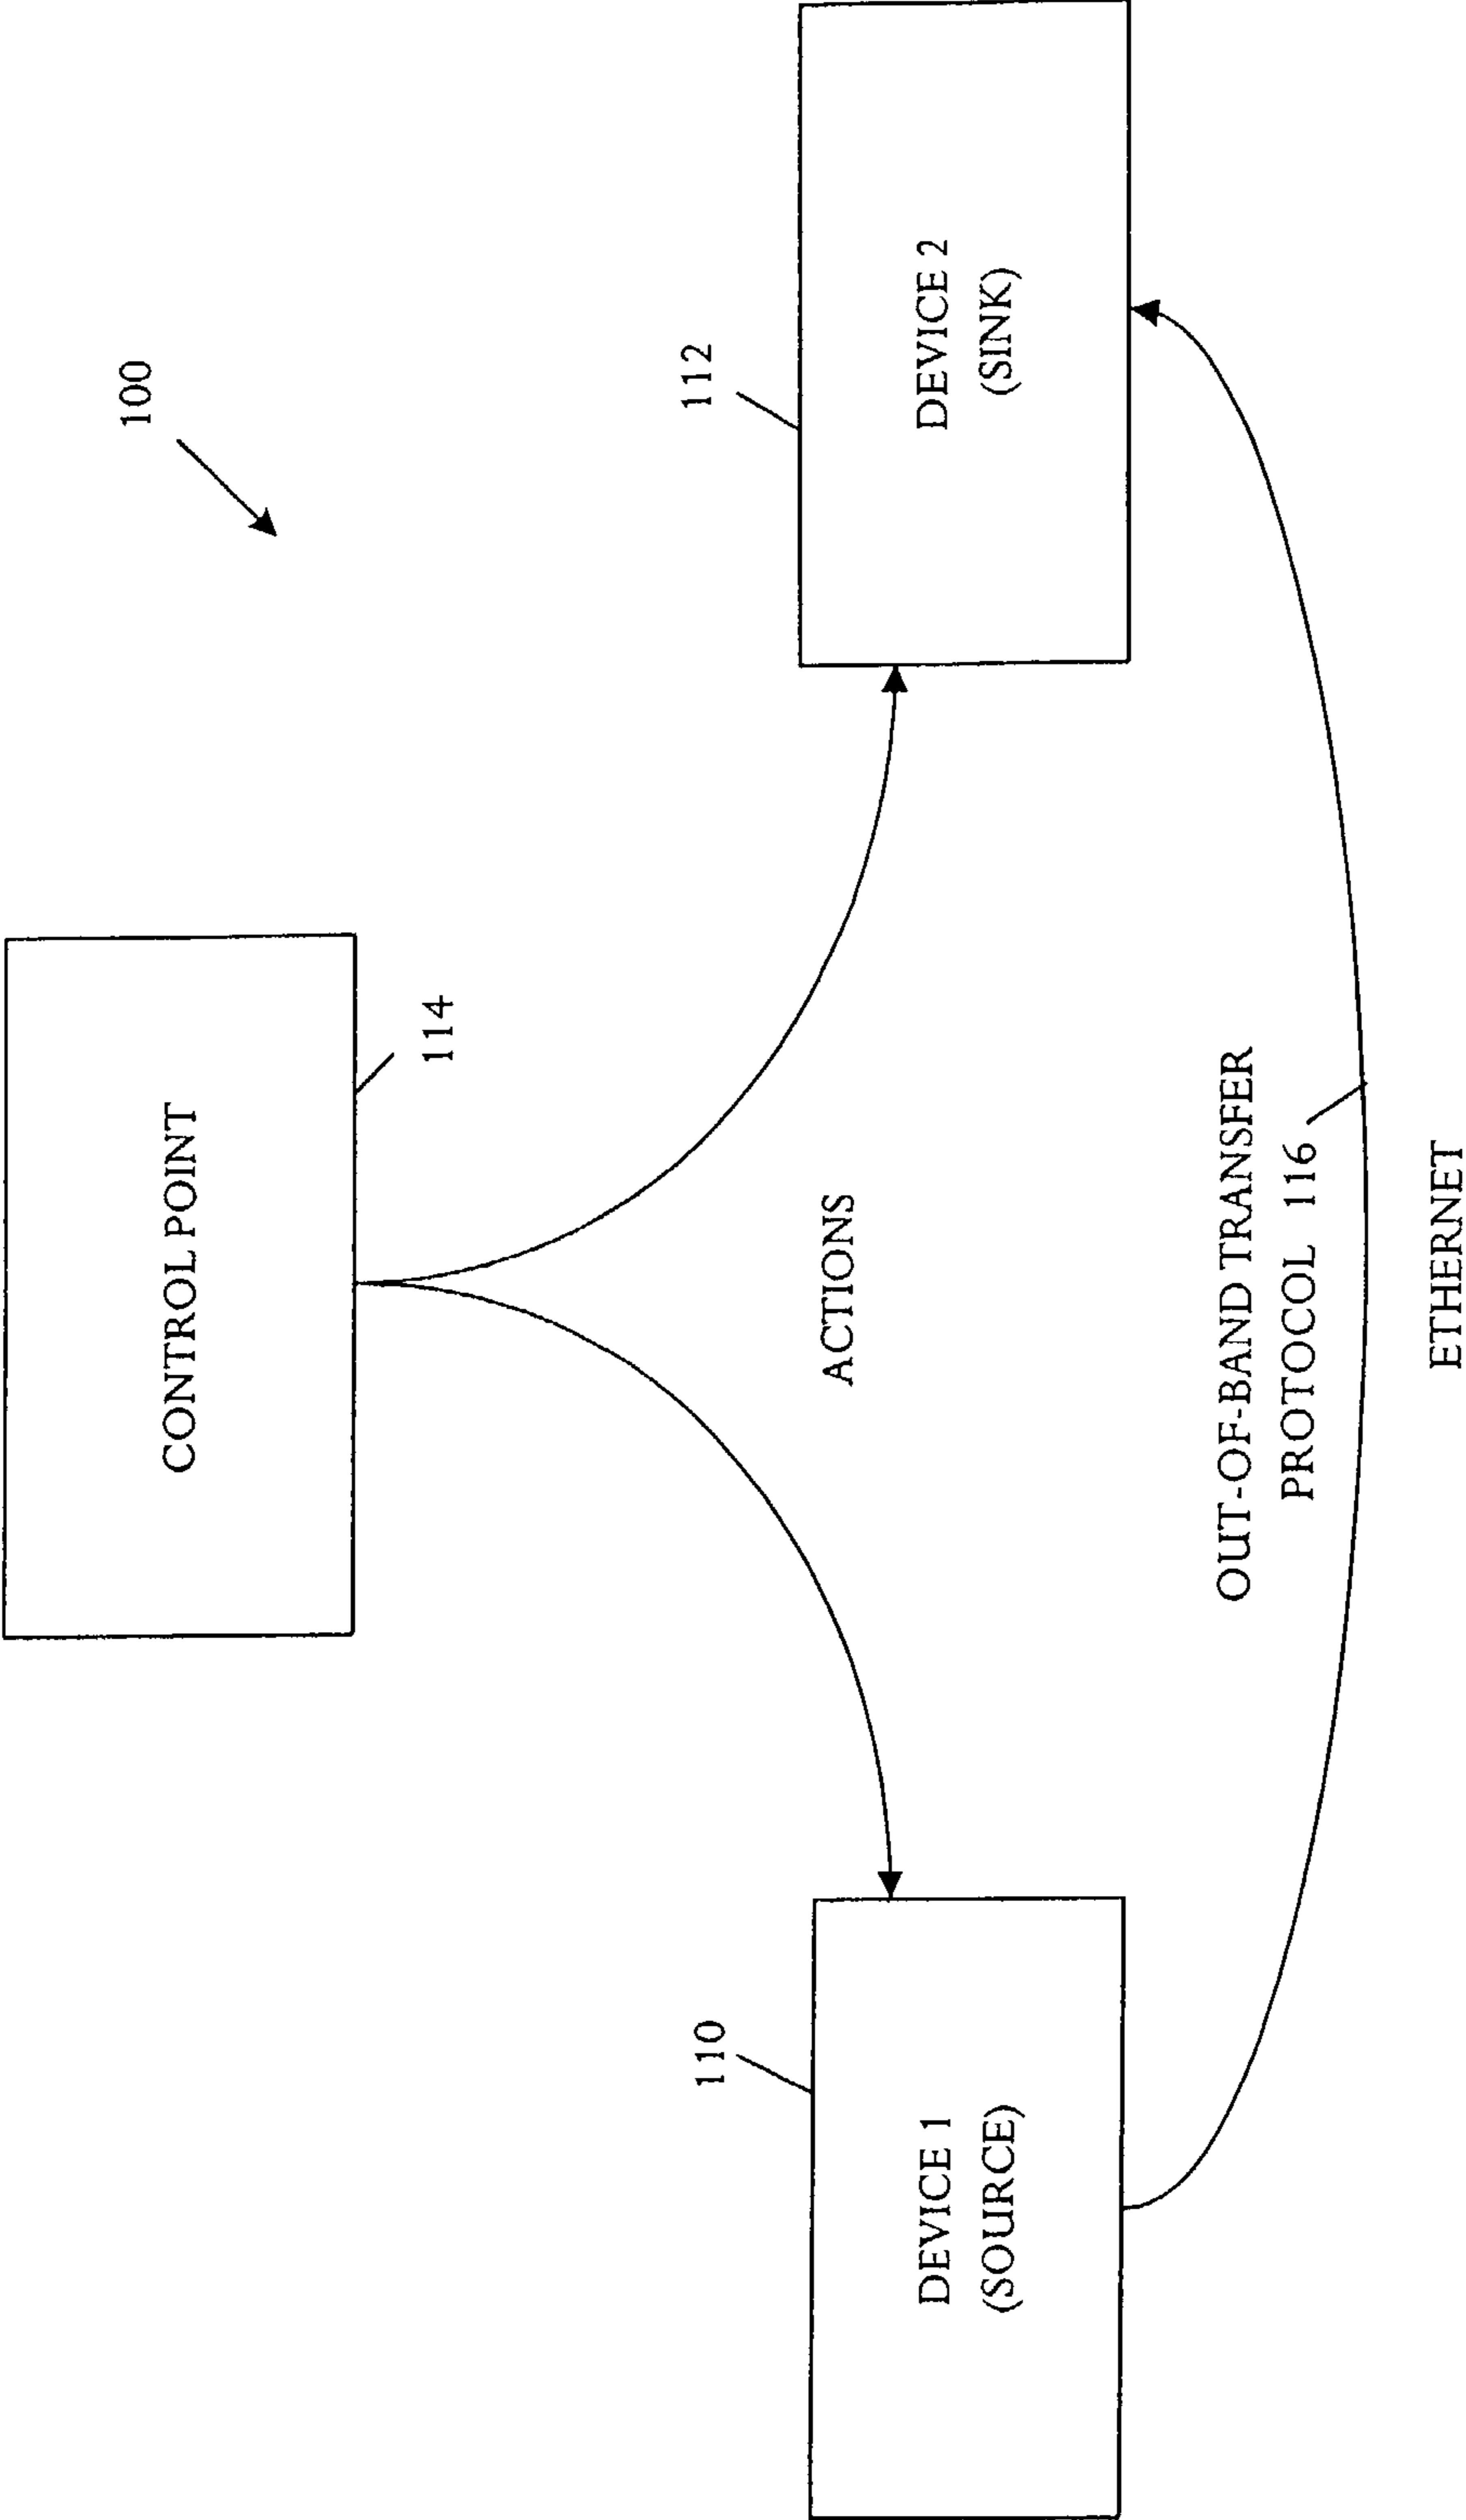 100
CONTROL POINT
114
112
110
ACTIONS
DEVICE 1
(SOURCE)
DEVICE 2
(SINK)
OUT-OF-BAND TRANSFER
PROTOCOL 116
ETHERNET